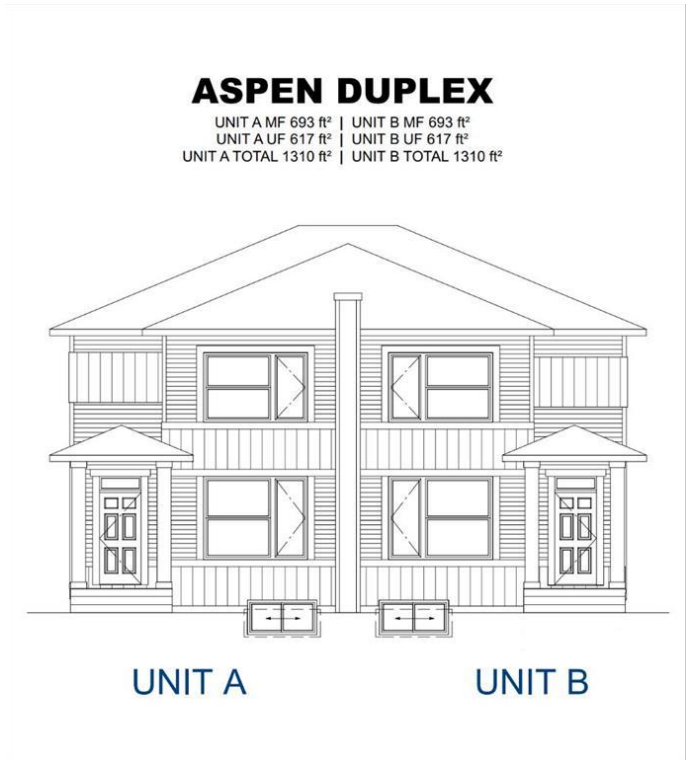 ASPEN DUPLEX
UNIT A MF 693 ft² | UNIT B MF 693 ft²
UNIT A UF 617 ft² | UNIT B UF 617 ft²
UNIT A TOTAL 1310 ft² | UNIT B TOTAL 1310 ft²
UNIT A UNIT B